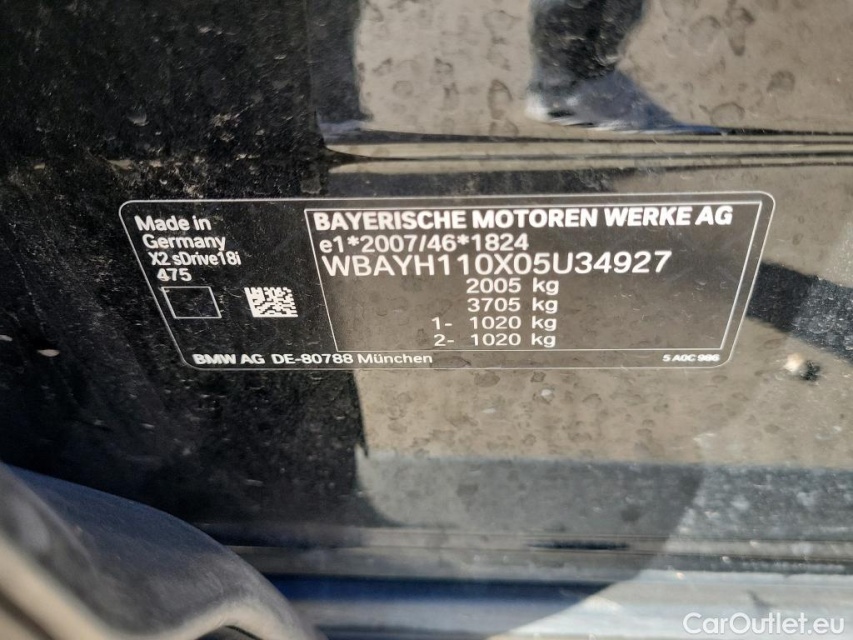 Made in
Germany
X2 sDrive18i
475
BAYERISCHE MOTOREN WERKE AG
e1*2007/46*1824
WBAYH110X05U34927
2005 kg
3705 kg
1- 1020 kg
2- 1020 kg
BMW AG DE-80788 München
5 A0C 986
CarOutlet.eu